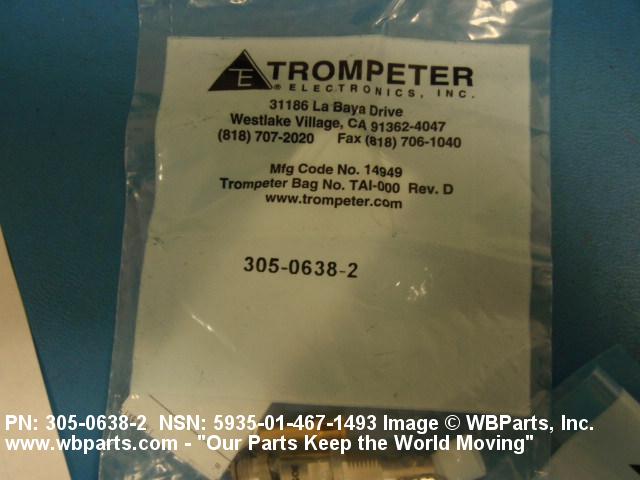 TE TROMPETER
® ELECTRONICS, INC.
31186 La Baya Drive
Westlake Village, CA 91362-4047
(818) 707-2020 Fax (818) 706-1040
Mfg Code No. 14949
Trompeter Bag No. TAI-000 Rev. D
www.trompeter.com
305-0638-2
PN: 305-0638-2 NSN: 5935-01-467-1493 Image © WBParts, Inc.
www.wbparts.com - "Our Parts Keep the World Moving"